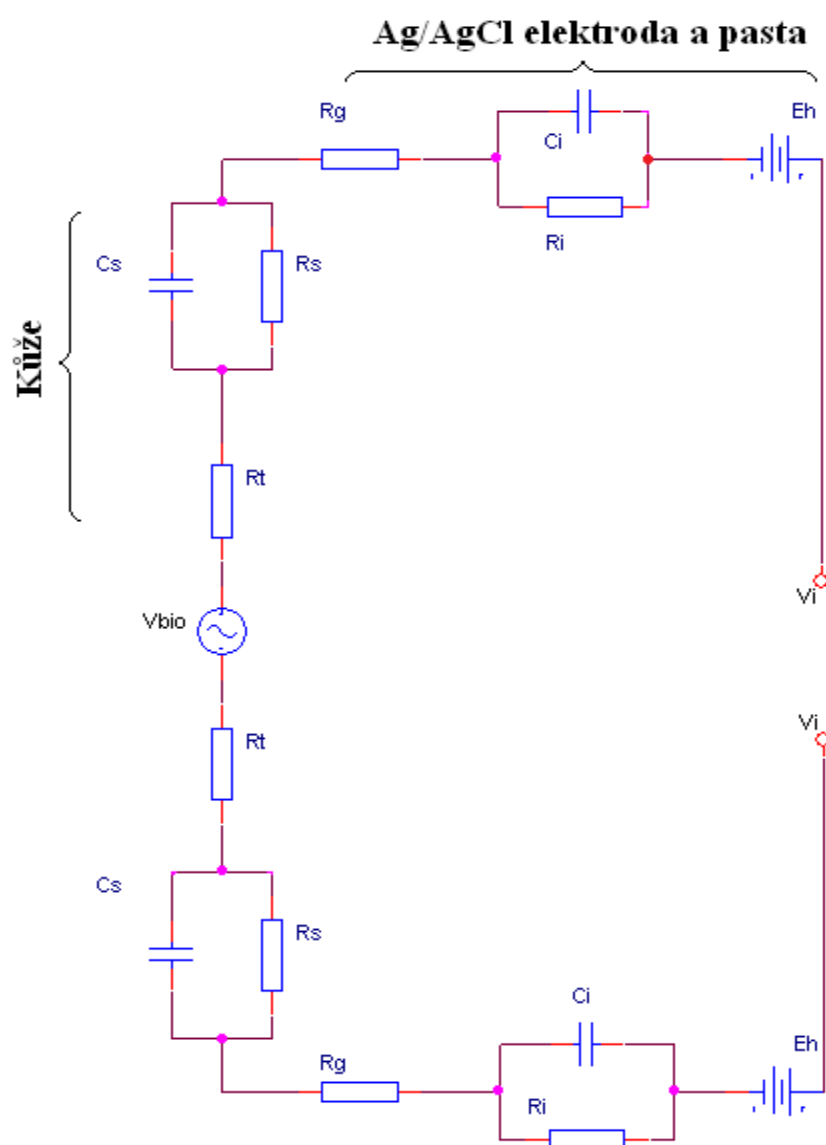 Ag/AgCl elektroda a pasta
Rg
Ci
Eh
Ri
Cs
Rs
Kůže
Rt
Vbio
Vi
Rt
Vi
Cs
Rs
Ci
Rg
Eh
Ri